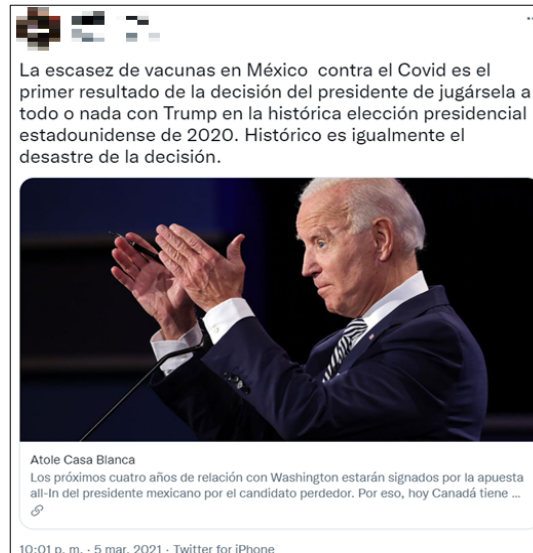 La escasez de vacunas en México contra el Covid es el
primer resultado de la decisión del presidente de jugársela a
todo o nada con Trump en la histórica elección presidencial
estadounidense de 2020. Histórico es igualmente el
desastre de la decisión.
Atole Casa Blanca
Los próximos cuatro años de relación con Washington estarán signados por la apuesta
all-In del presidente mexicano por el candidato perdedor. Por eso, hoy Canadá tiene ...
10:01 p. m. · 5 mar. 2021 · Twitter for iPhone